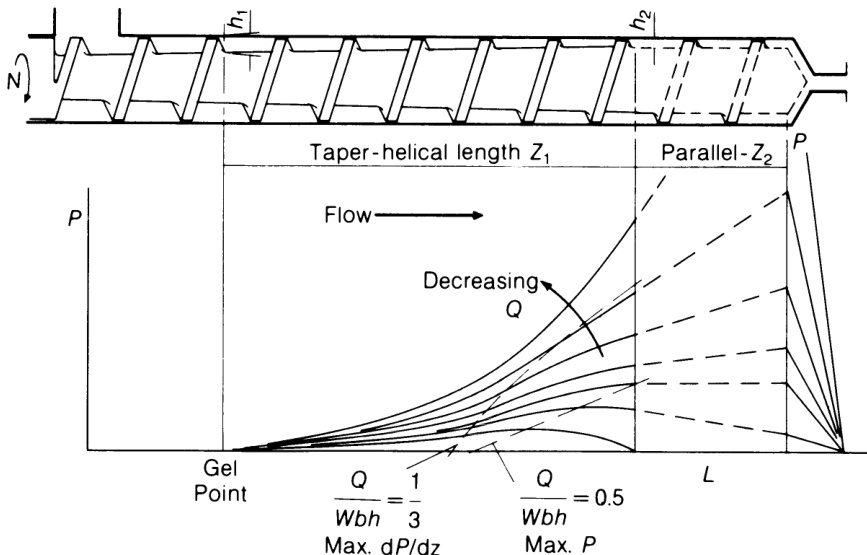 h₁
h₂
N
Taper-helical length Z₁
Parallel-Z₂
P
P
Flow
Decreasing
Q
Gel
Point
Q/Wbh = 1/3
Max. dP/dz
Q/Wbh = 0.5
Max. P
L